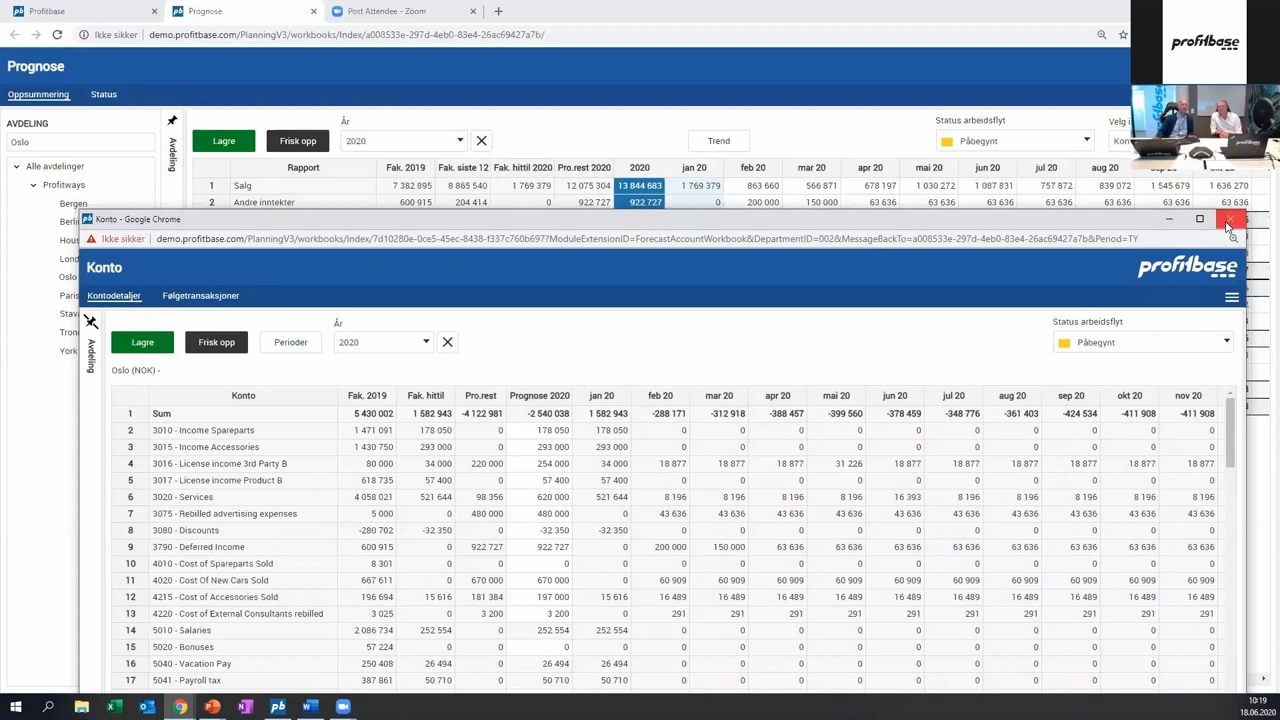 Profitbase
Prognose
Post Attendee - Zoom
Ikke sikker demo.profitbase.com/PlanningV3/workbooks/Index/a008533e-297d-4eb0-83e4-26ac69427a7b/
profitbase
Prognose
Oppsummering Status
AVDELING
Oslo
Alle avdelinger
Profitways
Bergen
Oslo
York
Avdeling
År
Lagre Frisk opp 2020 Trend
Status arbeidsflyt
Påbegynt
Rapport Fak. 2019 Fak. siste 12 Fak. hittil 2020 Pro.rest 2020 2020 jan 20 feb 20 mar 20 apr 20 mai 20 jun 20 jul 20 aug 20
1 Salg 7 382 895 8 865 540 1 769 379 12 075 304 13 844 683 1 769 379 863 660 566 871 678 197 1 030 272 1 087 831 757 872 839 072 1 545 679 1 636 270
2 Andre inntekter 600 915 204 414 0 922 727 922 727 0 200 000 150 000 63 636 63 636 63 636 63 636 63 636 63 636 63 636
Konto - Google Chrome
Ikke sikker demo.profitbase.com/PlanningV3/workbooks/Index/7d10280e-0ce5-45ec-8438-f337c760b697?ModuleExtensionID=ForecastAccountWorkbook&DepartmentID=002&MessageBackTo=a008533e-297d-4eb0-83e4-26ac69427a7b&Period=TY
Konto
profitbase
Kontodetaljer Følgetransaksjoner
Avdeling
År
Status arbeidsflyt
Lagre Frisk opp Perioder 2020 Påbegynt
Oslo (NOK) -
Konto Fak. 2019 Fak. hittil Pro.rest Prognose 2020 jan 20 feb 20 mar 20 apr 20 mai 20 jun 20 jul 20 aug 20 sep 20 okt 20 nov 20
1 Sum 5 430 002 1 582 943 -4 122 981 -2 540 038 1 582 943 -288 171 -312 918 -388 457 -399 560 -378 459 -348 776 -361 403 -424 534 -411 908 -411 908
2 3010 - Income Spareparts 1 471 091 178 050 0 178 050 178 050 0 0 0 0 0 0 0 0 0 0
3 3015 - Income Accessories 1 430 750 293 000 0 293 000 293 000 0 0 0 0 0 0 0 0 0 0
4 3016 - License income 3rd Party B 80 000 34 000 220 000 254 000 34 000 18 877 18 877 18 877 31 226 18 877 18 877 18 877 18 877 18 877 18 877
5 3017 - License income Product B 618 735 57 400 0 57 400 57 400 0 0 0 0 0 0 0 0 0 0
6 3020 - Services 4 058 021 521 644 98 356 620 000 521 644 8 196 8 196 8 196 8 196 16 393 8 196 8 196 8 196 8 196 8 196
7 3075 - Rebilled advertising expenses 5 000 0 480 000 480 000 0 43 636 43 636 43 636 43 636 43 636 43 636 43 636 43 636 43 636 43 636
8 3080 - Discounts -280 702 -32 350 0 -32 350 -32 350 0 0 0 0 0 0 0 0 0 0
9 3790 - Deferred Income 600 915 0 922 727 922 727 0 200 000 150 000 63 636 63 636 63 636 63 636 63 636 63 636 63 636 63 636
10 4010 - Cost of Spareparts Sold 8 301 0 0 0 0 0 0 0 0 0 0 0 0 0 0
11 4020 - Cost Of New Cars Sold 667 611 0 670 000 670 000 0 60 909 60 909 60 909 60 909 60 909 60 909 60 909 60 909 60 909 60 909
12 4215 - Cost of Accessories Sold 196 694 15 616 181 384 197 000 15 616 16 489 16 489 16 489 16 489 16 489 16 489 16 489 16 489 16 489 16 489
13 4220 - Cost of External Consultants rebilled 3 025 0 3 200 3 200 0 291 291 291 291 291 291 291 291 291 291
14 5010 - Salaries 2 086 734 252 554 0 252 554 252 554 0 0 0 0 0 0 0 0 0 0
15 5020 - Bonuses 57 224 0 0 0 0 0 0 0 0 0 0 0 0 0 0
16 5040 - Vacation Pay 250 408 26 494 0 26 494 26 494 0 0 0 0 0 0 0 0 0 0
17 5041 - Payroll tax 387 861 50 710 0 50 710 50 710 0 0 0 0 0 0 0 0 0 0
10:19
18.06.2020